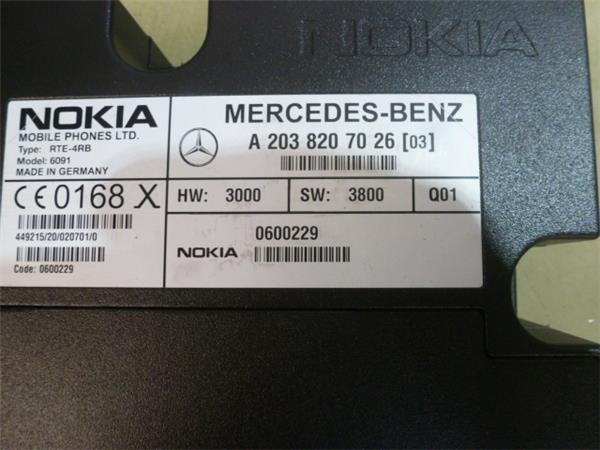 NOKIA
NOKIA
MOBILE PHONES LTD.
Type: RTE-4RB
Model: 6091
MADE IN GERMANY
CE0168 X
449215/20/020701/0
Code: 0600229
MERCEDES-BENZ
A 203 820 70 26 [03]
HW: 3000
SW: 3800
Q01
0600229
NOKIA